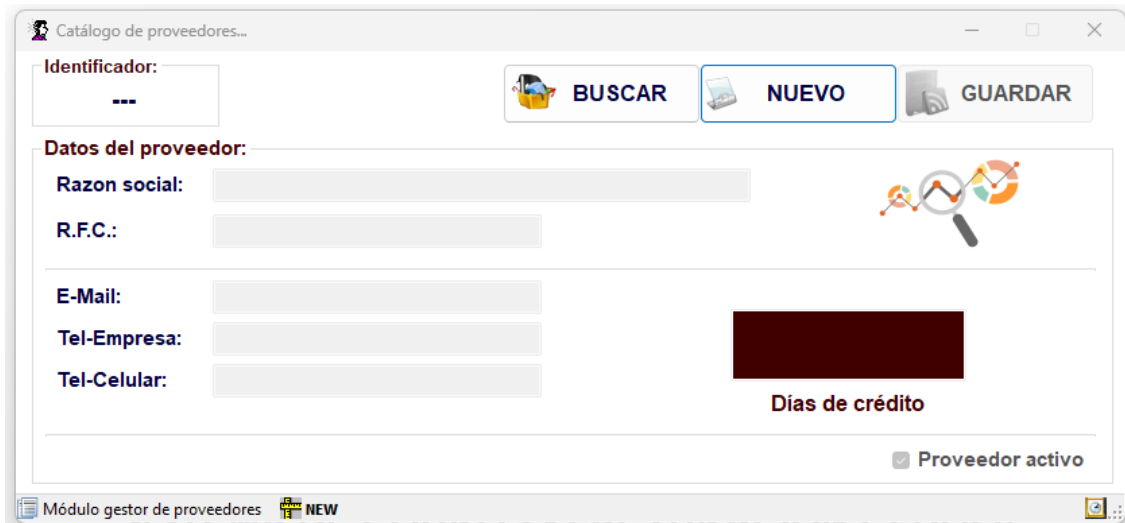 Catálogo de proveedores...
Identificador:
---
BUSCAR
NUEVO
GUARDAR
Datos del proveedor:
Razon social:
R.F.C.:
E-Mail:
Tel-Empresa:
Tel-Celular:
Días de crédito
Proveedor activo
Módulo gestor de proveedores
NEW